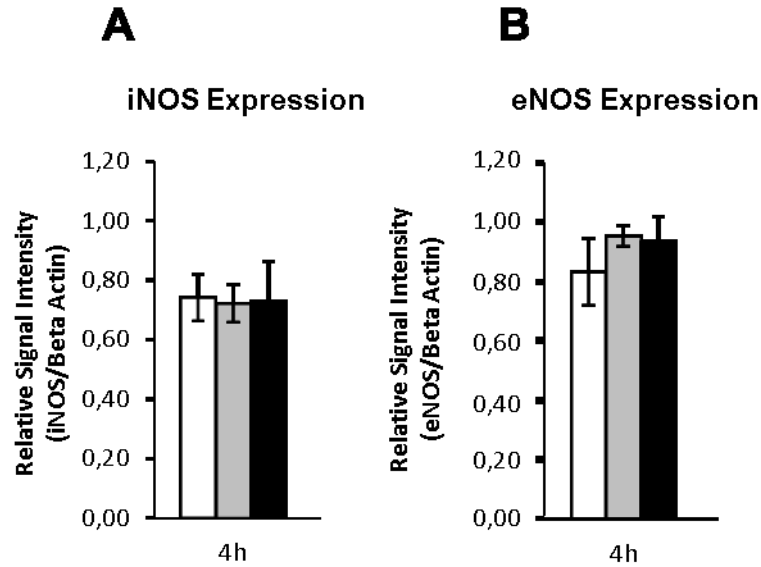 A
iNOS Expression
Relative Signal Intensity
(iNOS/Beta Actin)
1,20
1,00
0,80
0,60
0,40
0,20
0,00
4h
B
eNOS Expression
Relative Signal Intensity
(eNOS/Beta Actin)
1,20
1,00
0,80
0,60
0,40
0,20
0,00
4h